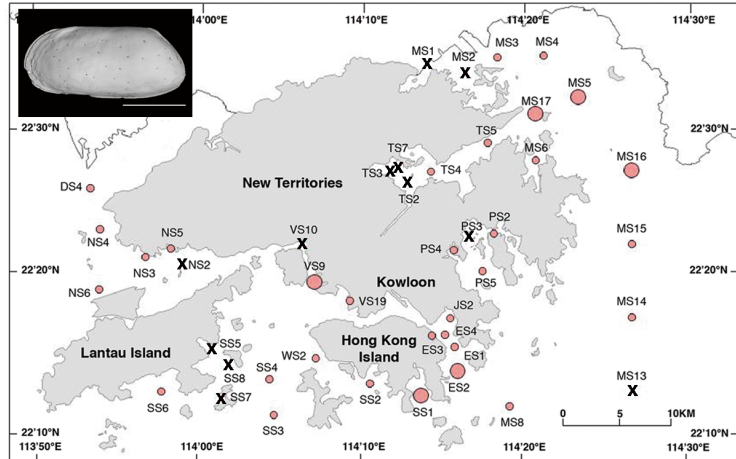 114'00"E
114'10"E
114'20"E
114'30"E
MS1
MS2
MS3
MS4
MS5
MS17
22'30"N
22'30"N
TS5
TS7
MS6
TS3
TS4
MS16
New Territories
TS2
DS4
VS10
PS3
PS2
NS4
NS5
MS15
PS4
NS3
NS2
VS9
22'20"N
22'20"N
PS5
Kowloon
NS6
VS19
JS2
MS14
Hong Kong
Island
ES4
SS5
Lantau Island
WS2
ES3
ES1
SS8
SS4
MS13
ES2
SS2
SS7
SS6
SS1
0
5
10KM
SS3
MS8
22'10"N
22'10"N
113'50"E
114'00"E
114'10"E
114'20"E
114'30"E